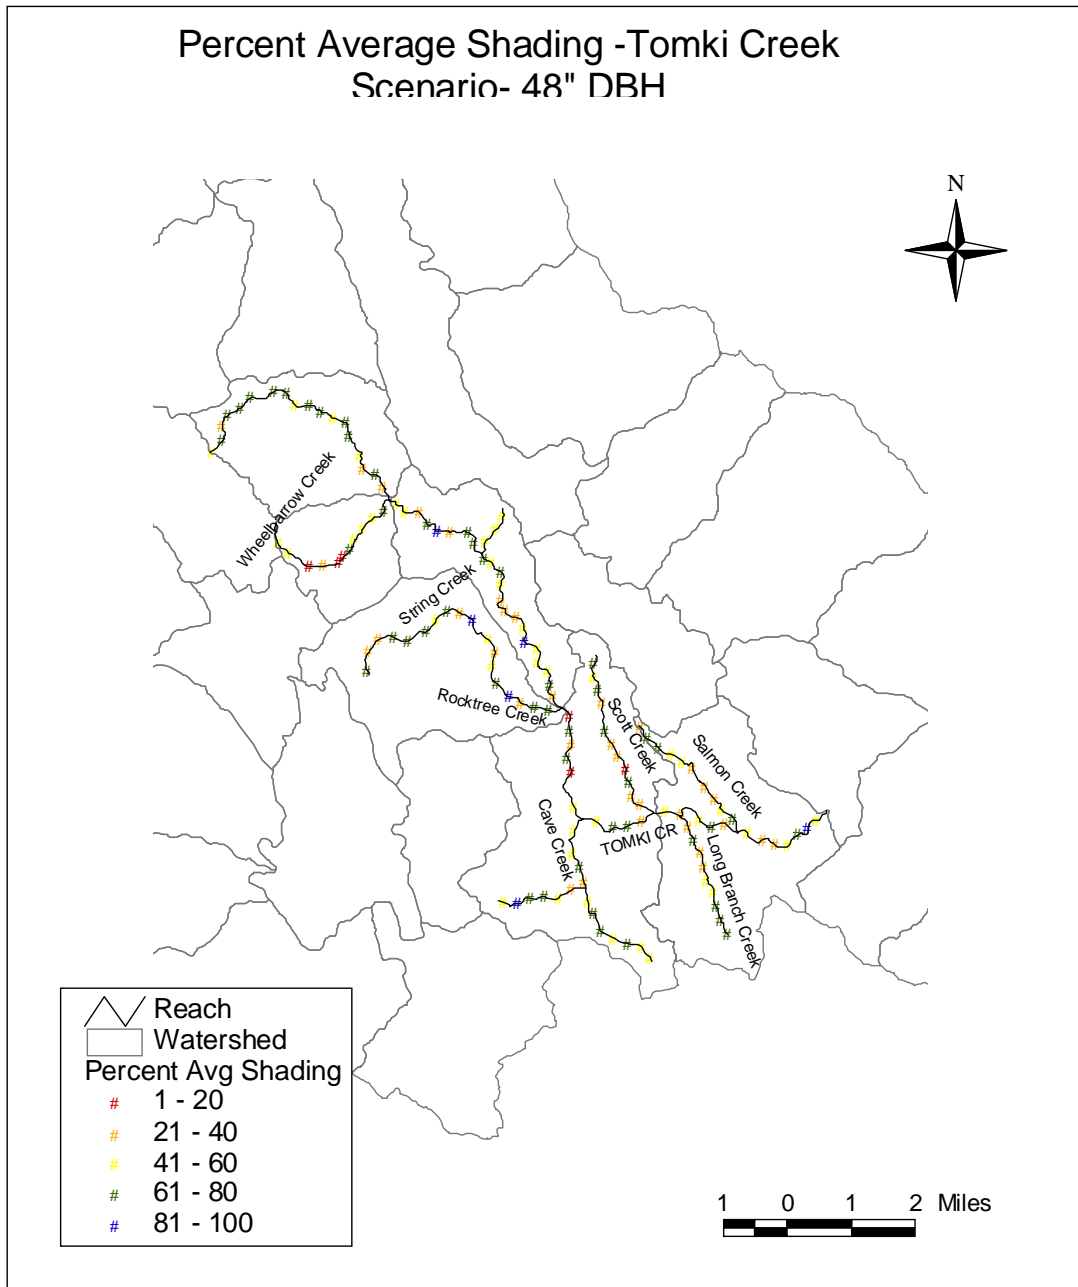 Percent Average Shading -Tomki Creek
Scenario- 48" DBH
N
Wheelbarrow Creek
String Creek
Rocktree Creek
Scott Creek
Salmon Creek
Cave Creek
TOMKI CR
Long Branch Creek
Reach
Watershed
Percent Avg Shading
# 1 - 20
# 21 - 40
# 41 - 60
# 61 - 80
# 81 - 100
1 0 1 2 Miles